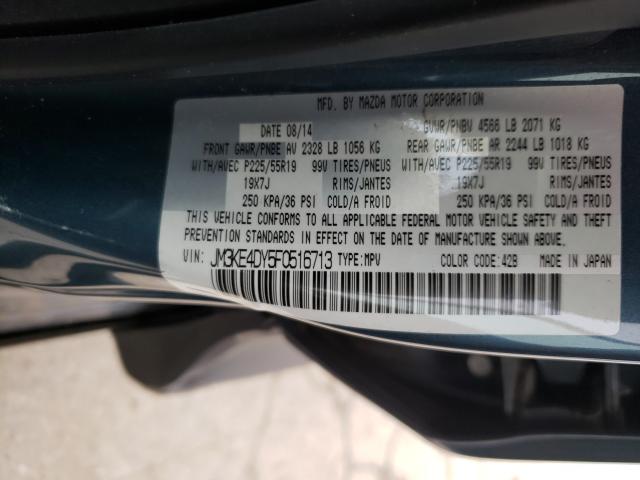 MFD. BY MAZDA MOTOR CORPORATION
DATE 08/14 GVWR/PNBV 4566 LB 2071 KG
FRONT GAWR/PNBE AV 2328 LB 1056 KG REAR GAWR/PNBE AR 2244 LB 1018 KG
WITH/AVEC P225/55R19 99V TIRES/PNEUS WITH/AVEC P225/55R19 99V TIRES/PNEUS
19X7J RIMS/JANTES 19X7J RIMS/JANTES
250 KPA/36 PSI COLD/A FROID 250 KPA/36 PSI COLD/A FROID
THIS VEHICLE CONFORMS TO ALL APPLICABLE FEDERAL MOTOR VEHICLE SAFETY AND THEFT
PREVENTION STANDARDS IN EFFECT ON THE DATE OF MANUFACTURE SHOWN ABOVE.
VIN: JM3KE4DY5F0516713 TYPE:MPV COLOR CODE:42B MADE IN JAPAN